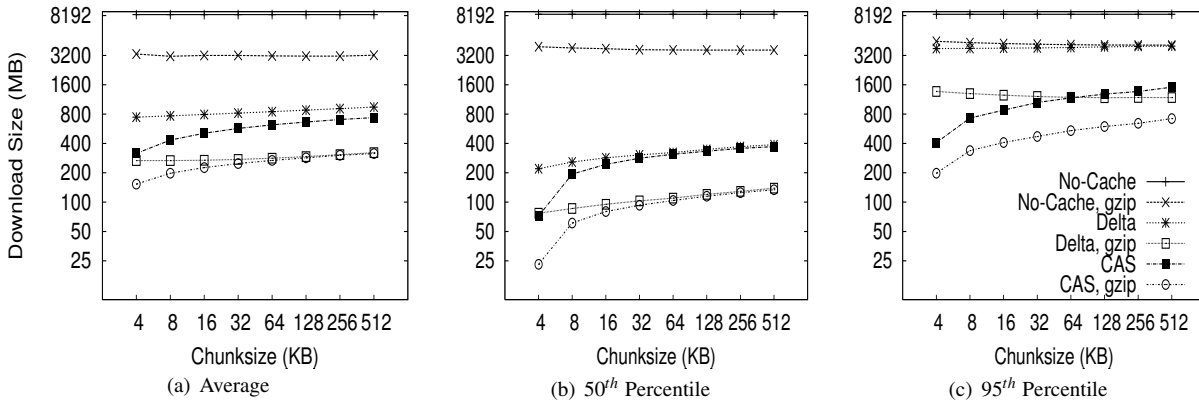 Download Size (MB)
8192
3200
1600
800
400
200
100
50
25
4 8 16 32 64 128 256 512
Chunksize (KB)
(a) Average
8192
3200
1600
800
400
200
100
50
25
4 8 16 32 64 128 256 512
Chunksize (KB)
(b) 50th Percentile
8192
3200
1600
800
400
200
100
50
25
No-Cache
No-Cache, gzip
Delta
Delta, gzip
CAS
CAS, gzip
4 8 16 32 64 128 256 512
Chunksize (KB)
(c) 95th Percentile